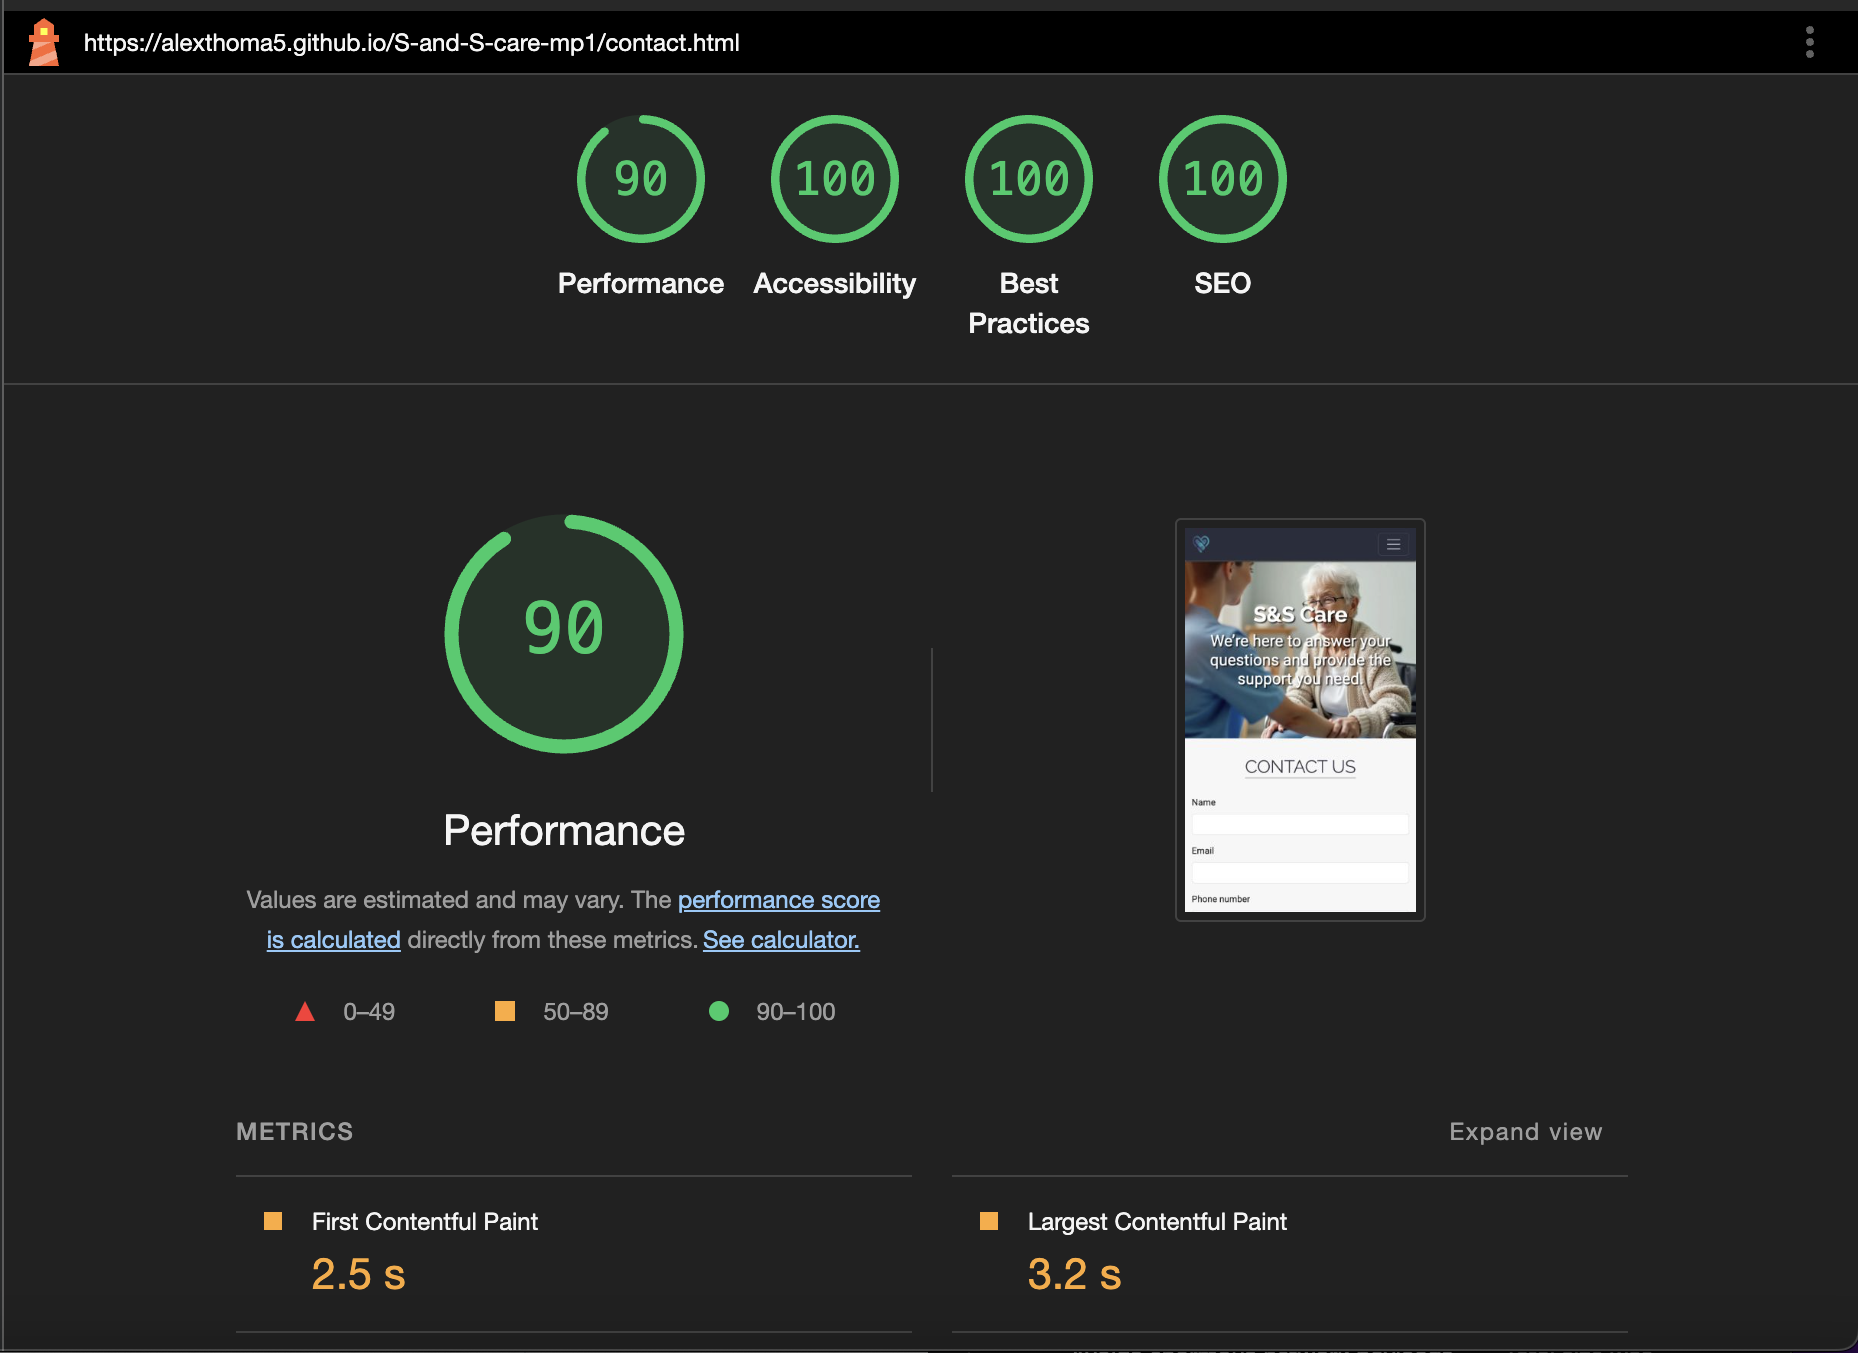 https://alexthoma5.github.io/S-and-S-care-mp1/contact.html
90
100
100
100
Performance
Accessibility
Best
Practices
SEO
90
Performance
Values are estimated and may vary. The performance score
is calculated directly from these metrics. See calculator.
0–49
50–89
90–100
S&S Care
We're here to answer your
questions and provide the
support you need.
CONTACT US
Name
Email
Phone number
METRICS
Expand view
First Contentful Paint
2.5 s
Largest Contentful Paint
3.2 s